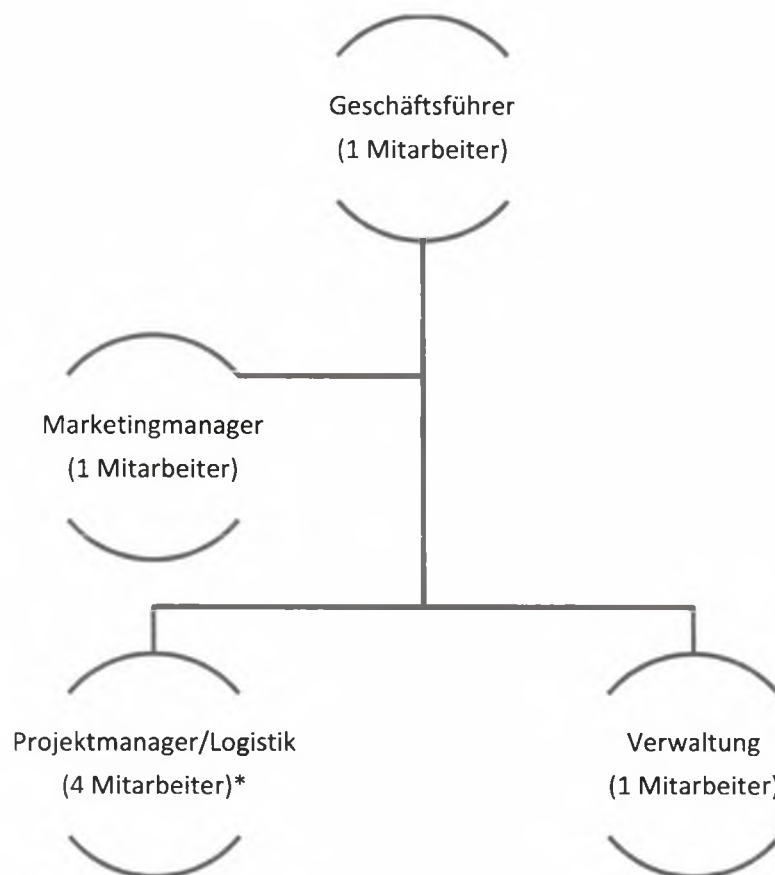 Geschäftsführer
(1 Mitarbeiter)
Marketingmanager
(1 Mitarbeiter)
Projektmanager/Logistik
(4 Mitarbeiter)*
Verwaltung
(1 Mitarbeiter)